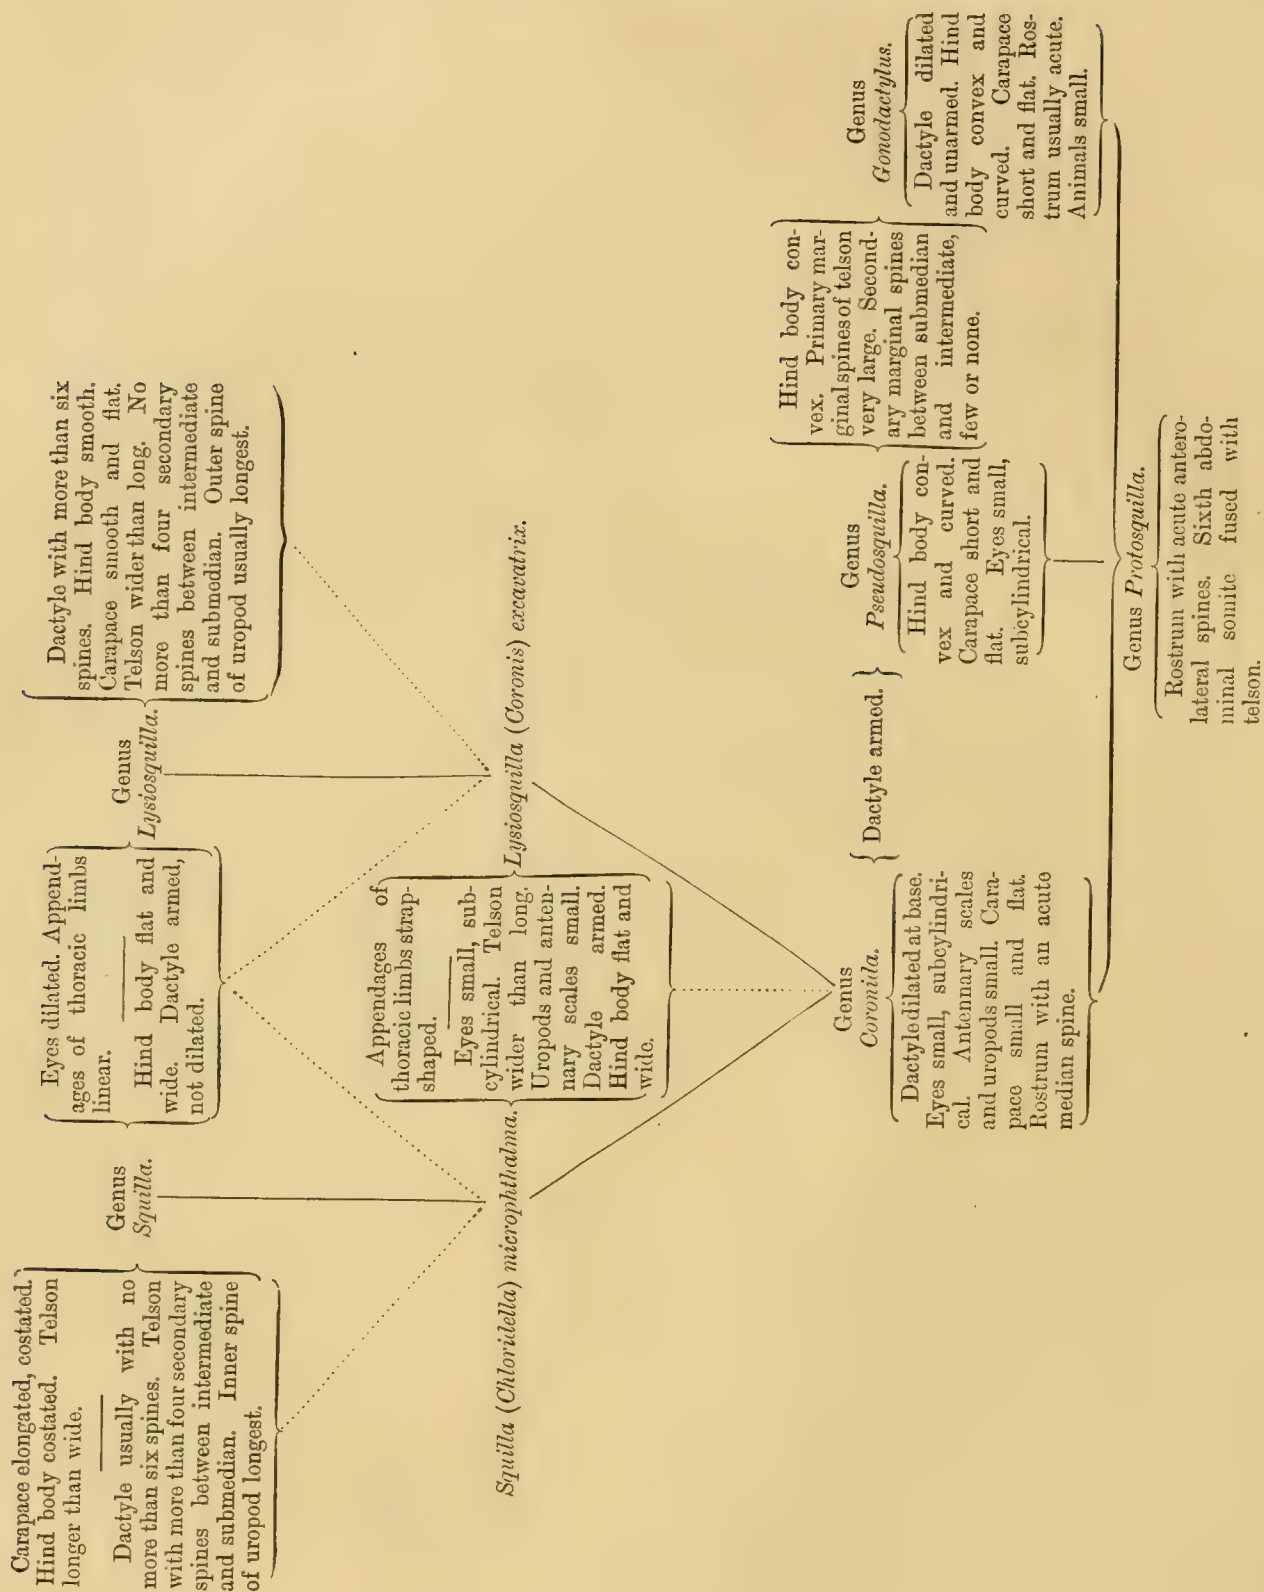 Carapace elongated, costated.
Hind body costated. Telson
longer than wide.
Dactyle usually with no
more than six spines. Telson
with more than four secondary
spines between intermediate
and submedian. Inner spine
of uropod longest.
Genus
Squilla.
Eyes dilated. Append-
ages of thoracic limbs
linear.
Hind body flat and
wide. Dactyle armed,
not dilated.
Genus
Lysiosquilla.
Dactyle with more than six
spines. Hind body smooth.
Carapace smooth and flat.
Telson wider than long. No
more than four secondary
spines between intermediate
and submedian. Outer spine
of uropod usually longest.
Squilla (Chloridella) microphthalma.
Appendages of
thoracic limbs strap-
shaped.
Eyes small, sub-
cylindrical. Telson
wider than long.
Uropods and anten-
nary scales small.
Dactyle armed.
Hind body flat and
wide.
Lysiosquilla (Coronis) excavatrix.
Genus
Coronida.
Dactyle dilated at base.
Eyes small, subcylindri-
cal. Antennary scales
and uropods small. Cara-
pace small and flat.
Rostrum with an acute
median spine.
Dactyle armed.
Genus
Pseudosquilla.
Hind body con-
vex and curved.
Carapace short and
flat. Eyes small,
subcylindrical.
Hind body con-
vex. Primary mar-
ginal spines of telson
very large. Second-
ary marginal spines
between submedian
and intermediate,
few or none.
Genus
Gonodactylus.
Dactyle dilated
and unarmed. Hind
body convex and
curved. Carapace
short and flat. Ros-
trum usually acute.
Animals small.
Genus Protosquilla.
Rostrum with acute antero-
lateral spines. Sixth abdo-
minal somite fused with
telson.